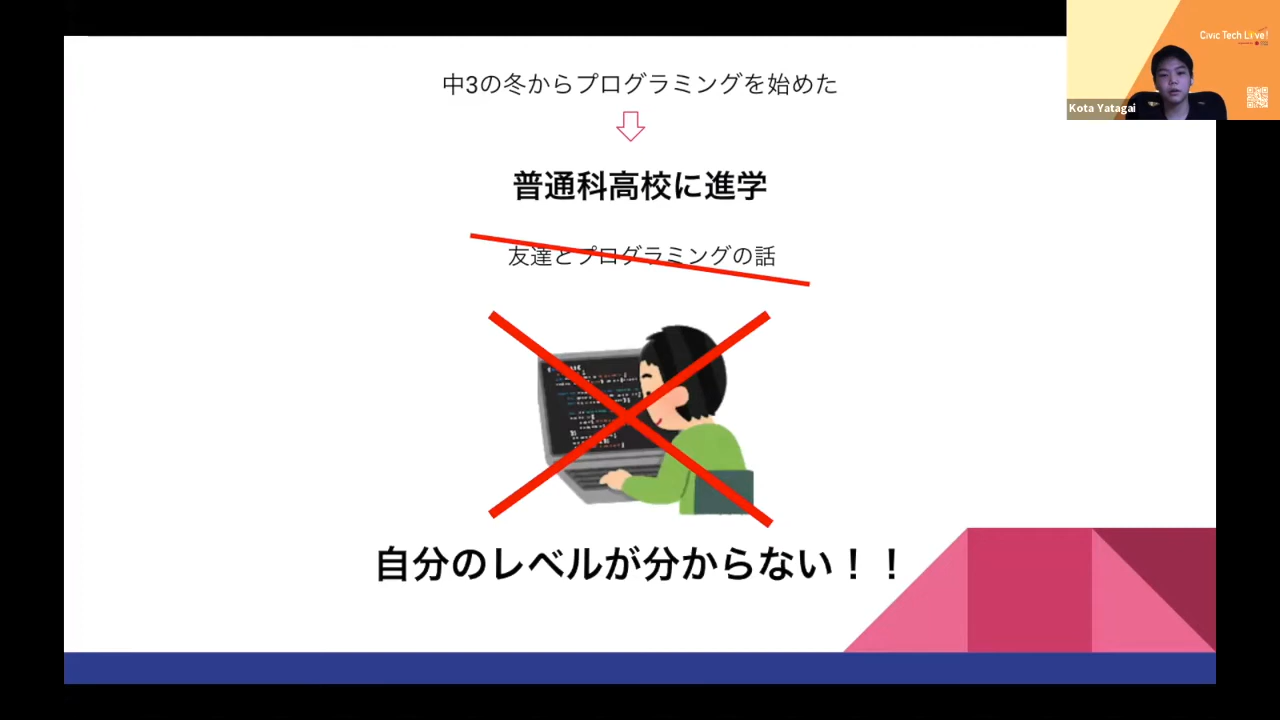 中3の冬からプログラミングを始めた
普通科高校に進学
友達とプログラミングの話
自分のレベルが分からない！！
Civic Tech Live!
Kota Yatagai